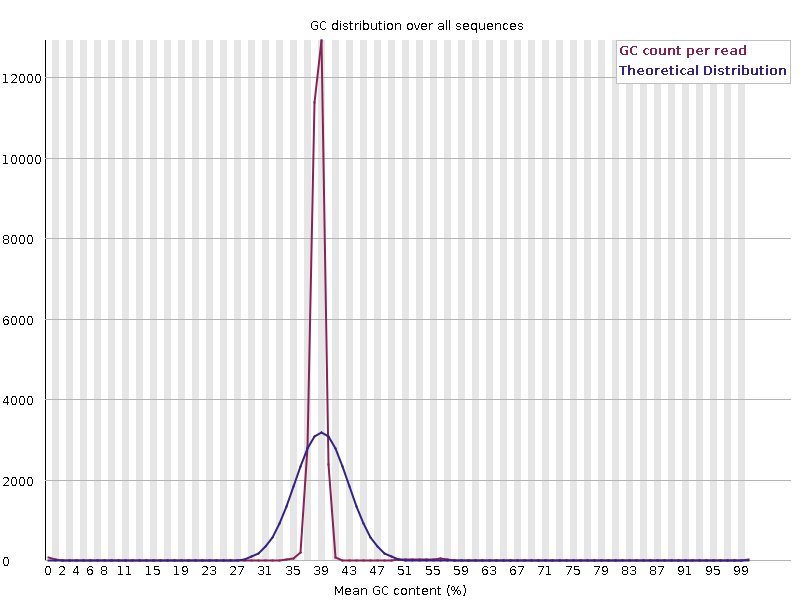 GC distribution over all sequences
GC count per read
Theoretical Distribution
12000
10000
8000
6000
4000
2000
0
0 2 4 6 8 11 15 19 23 27 31 35 39 43 47 51 55 59 63 67 71 75 79 83 87 91 95 99
Mean GC content (%)